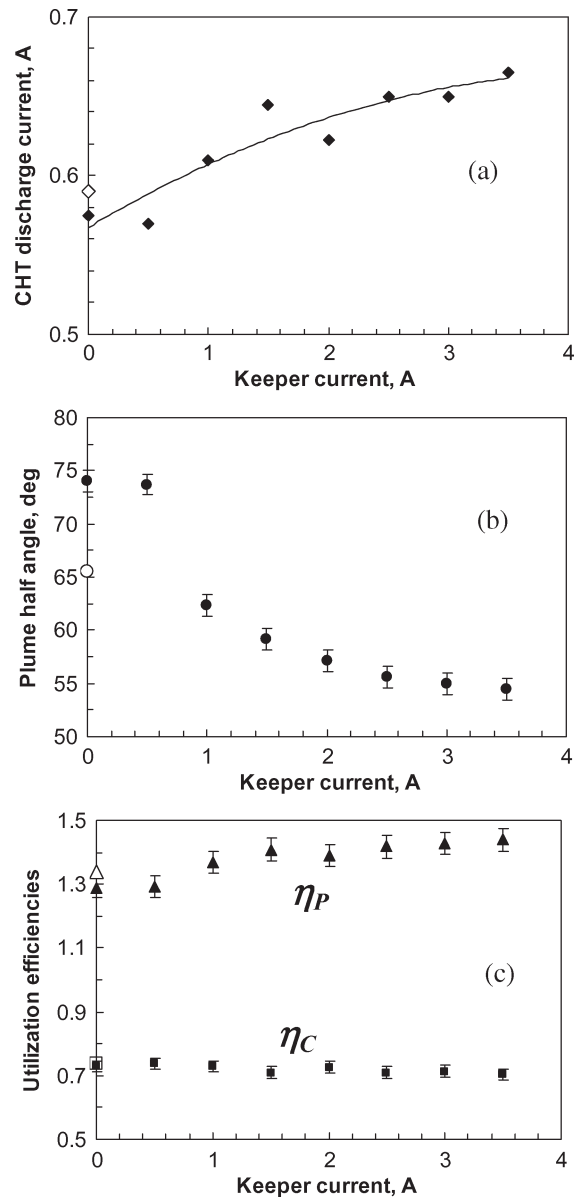 0.7
0.6
0.5
CHT discharge current, A
(a)
0 1 2 3 4
Keeper current, A
80
75
70
65
60
55
50
Plume half angle, deg
(b)
0 1 2 3 4
Keeper current, A
1.5
1.3
1.1
0.9
0.7
0.5
Utilization efficiencies
ηP
(c)
ηC
0 1 2 3 4
Keeper current, A